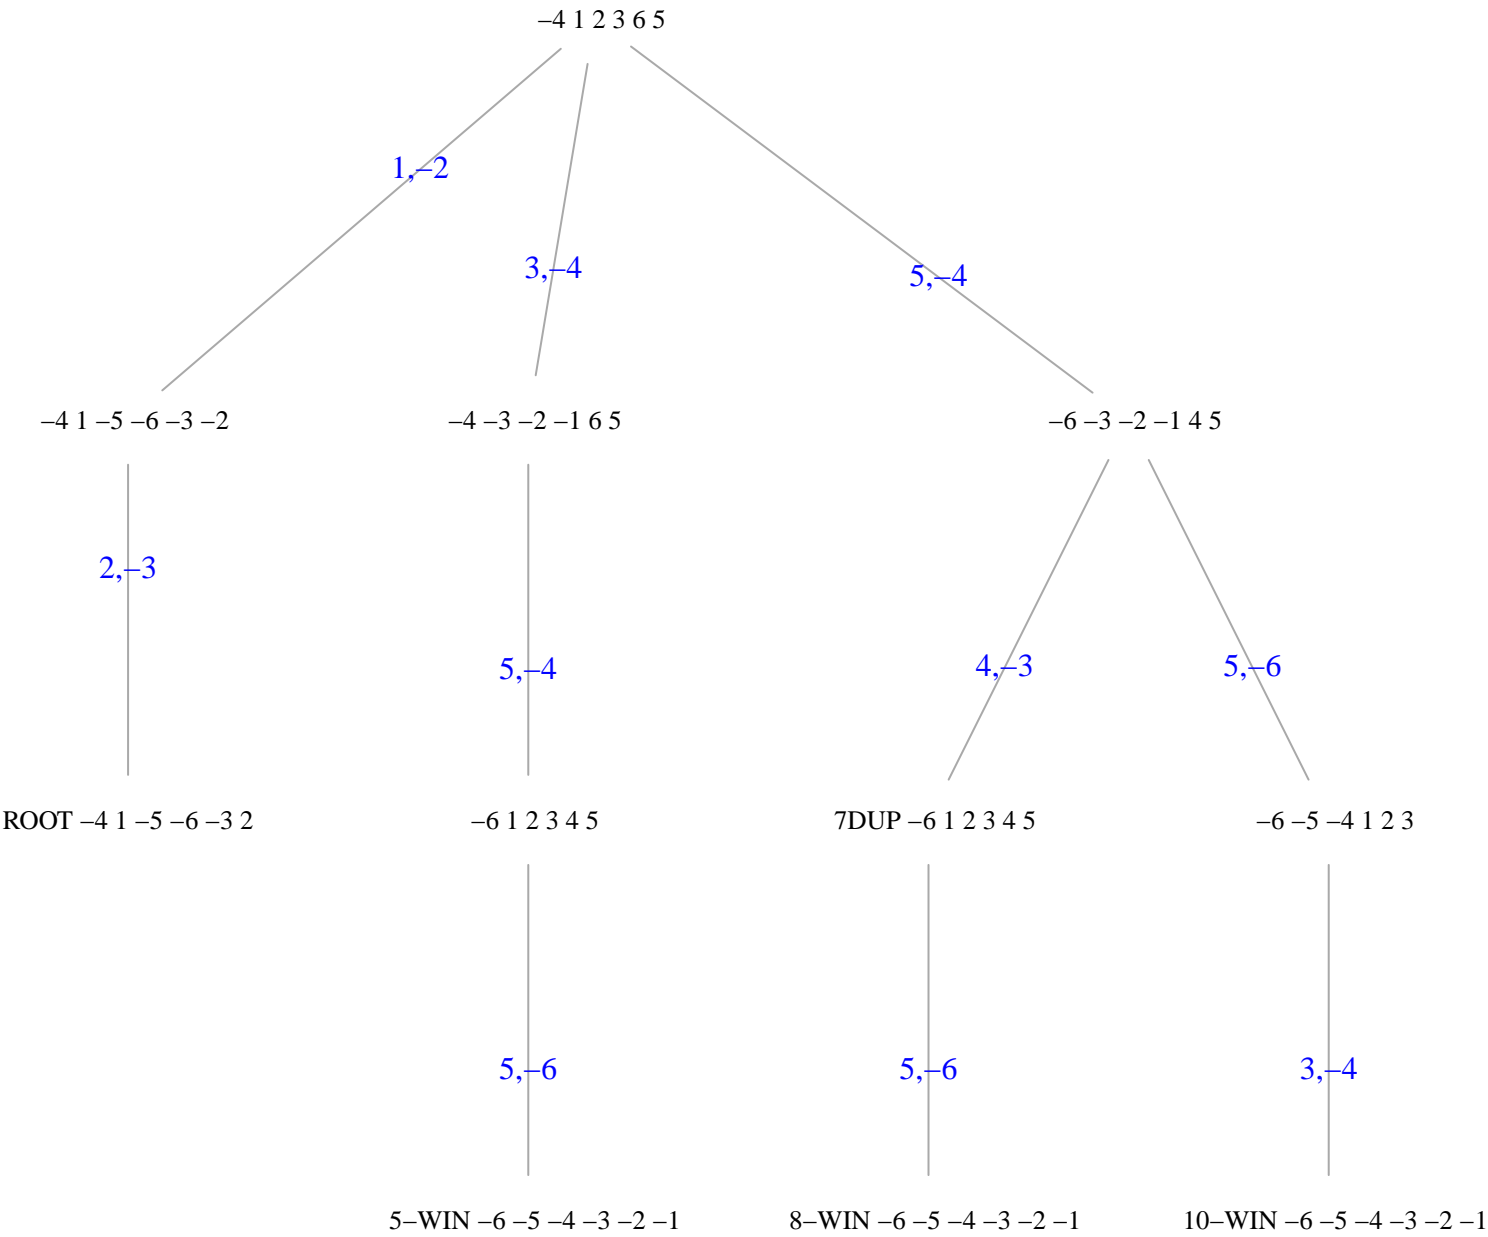 –4 1 2 3 6 5
1,–2
3,–4
5,–4
–4 1 –5 –6 –3 –2
–4 –3 –2 –1 6 5
–6 –3 –2 –1 4 5
2,–3
5,–4
4,–3
5,–6
ROOT –4 1 –5 –6 –3 2
–6 1 2 3 4 5
7DUP –6 1 2 3 4 5
–6 –5 –4 1 2 3
5,–6
5,–6
3,–4
5–WIN –6 –5 –4 –3 –2 –1
8–WIN –6 –5 –4 –3 –2 –1
10–WIN –6 –5 –4 –3 –2 –1